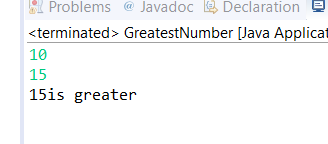 Problems @ Javadoc Declaration
<terminated> GreatestNumber [Java Applicat
10
15
15is greater